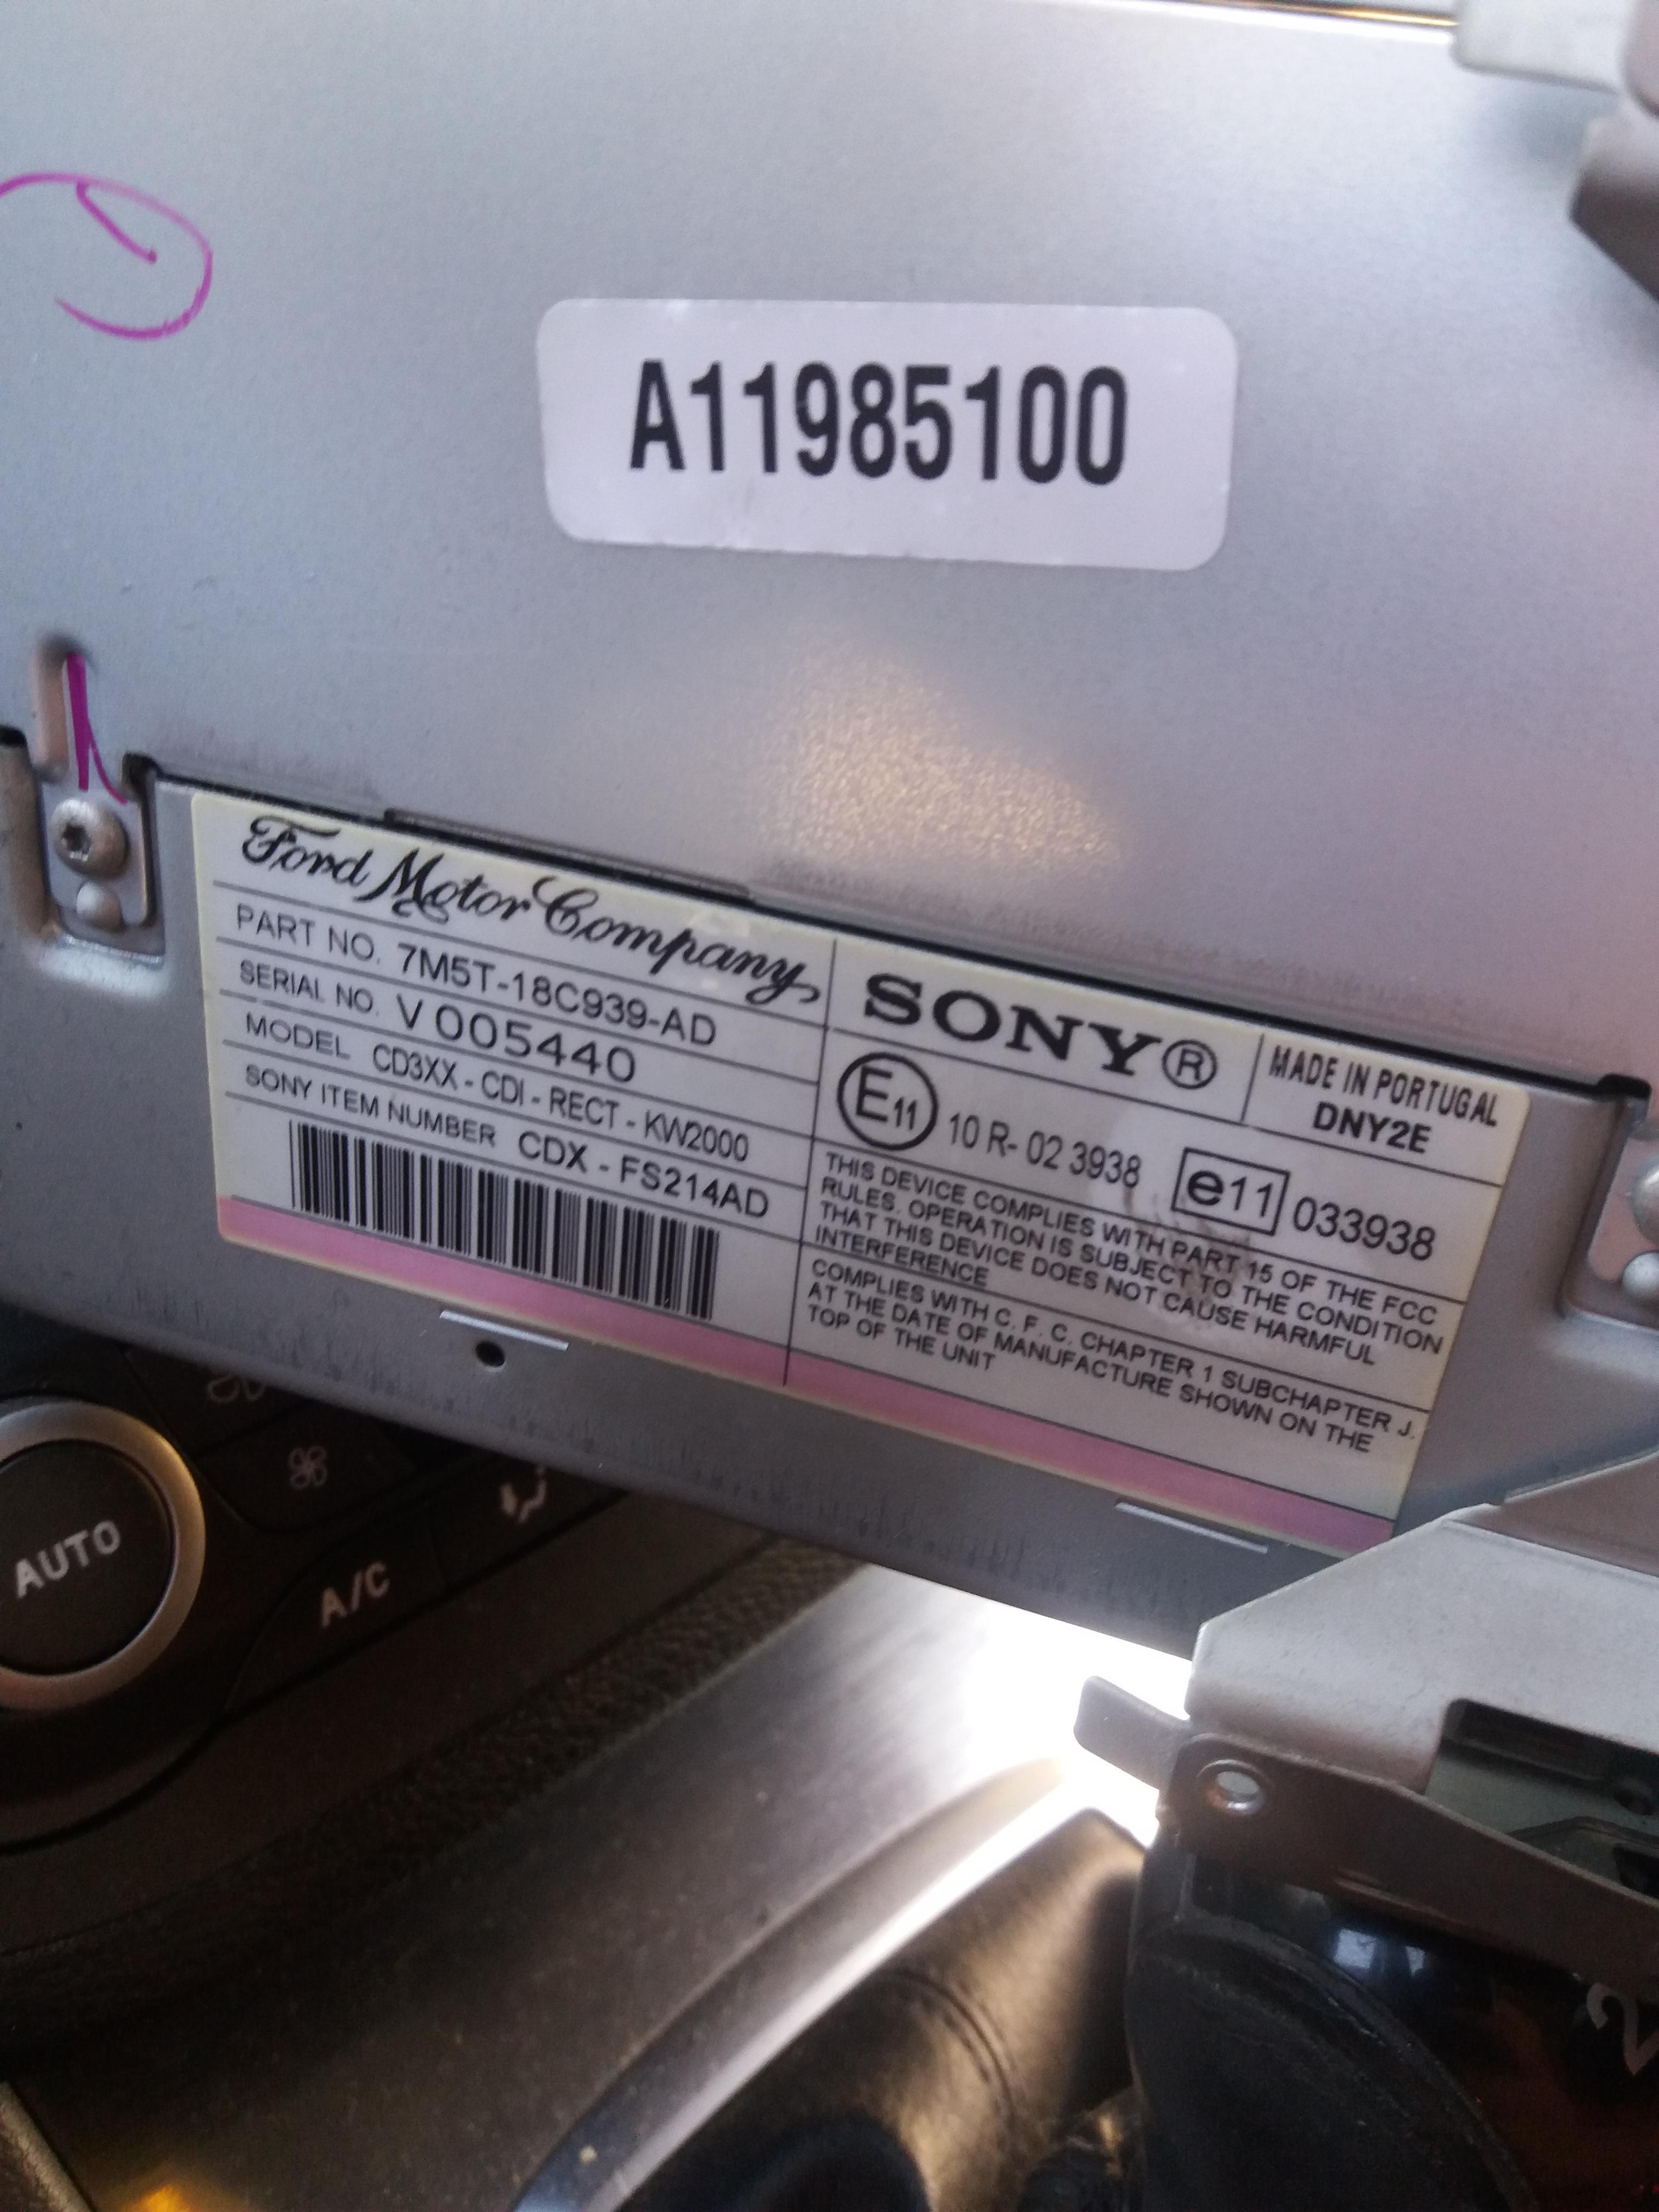 A11985100
Ford Motor Company
PART NO. 7M5T-18C939-AD
SERIAL NO. V005440
MODEL CD3XX - CDI - RECT - KW2000
SONY ITEM NUMBER CDX - FS214AD
SONY®
MADE IN PORTUGAL
DNY2E
E11 10 R- 02 3938 e11 033938
THIS DEVICE COMPLIES WITH PART 15 OF THE FCC
RULES. OPERATION IS SUBJECT TO THE CONDITION
THAT THIS DEVICE DOES NOT CAUSE HARMFUL
INTERFERENCE
COMPLIES WITH C. F. C. CHAPTER 1 SUBCHAPTER J.
AT THE DATE OF MANUFACTURE SHOWN ON THE
TOP OF THE UNIT
AUTO
A/C
2